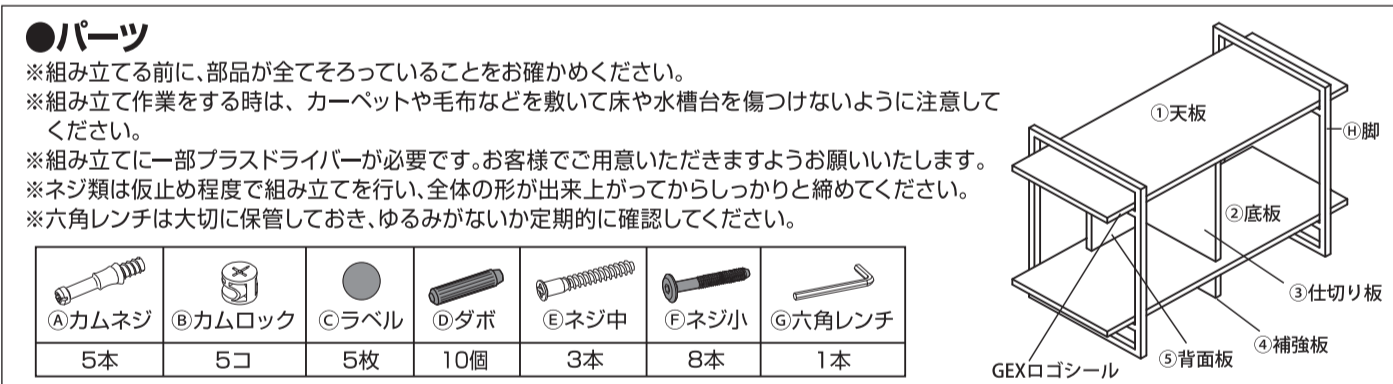 ●パーツ
※組み立てる前に、部品が全てそろっていることをお確かめください。
※組み立て作業をする時は、カーペットや毛布などを敷いて床や水槽台を傷つけないように注意して
ください。
※組み立てに一部プラスドライバーが必要です。お客様でご用意いただきますようお願いいたします。
※ネジ類は仮止め程度で組み立てを行い、全体の形が出来上がってからしっかりと締めてください。
※六角レンチは大切に保管しておき、ゆるみがないか定期的に確認してください。
Ⓐカムネジ Ⓑカムロック Ⓒラベル Ⓓダボ Ⓔネジ中 Ⓕネジ小 Ⓖ六角レンチ
5本 5コ 5枚 10個 3本 8本 1本
①天板
Ⓗ脚
②底板
③仕切り板
④補強板
⑤背面板
GEXロゴシール